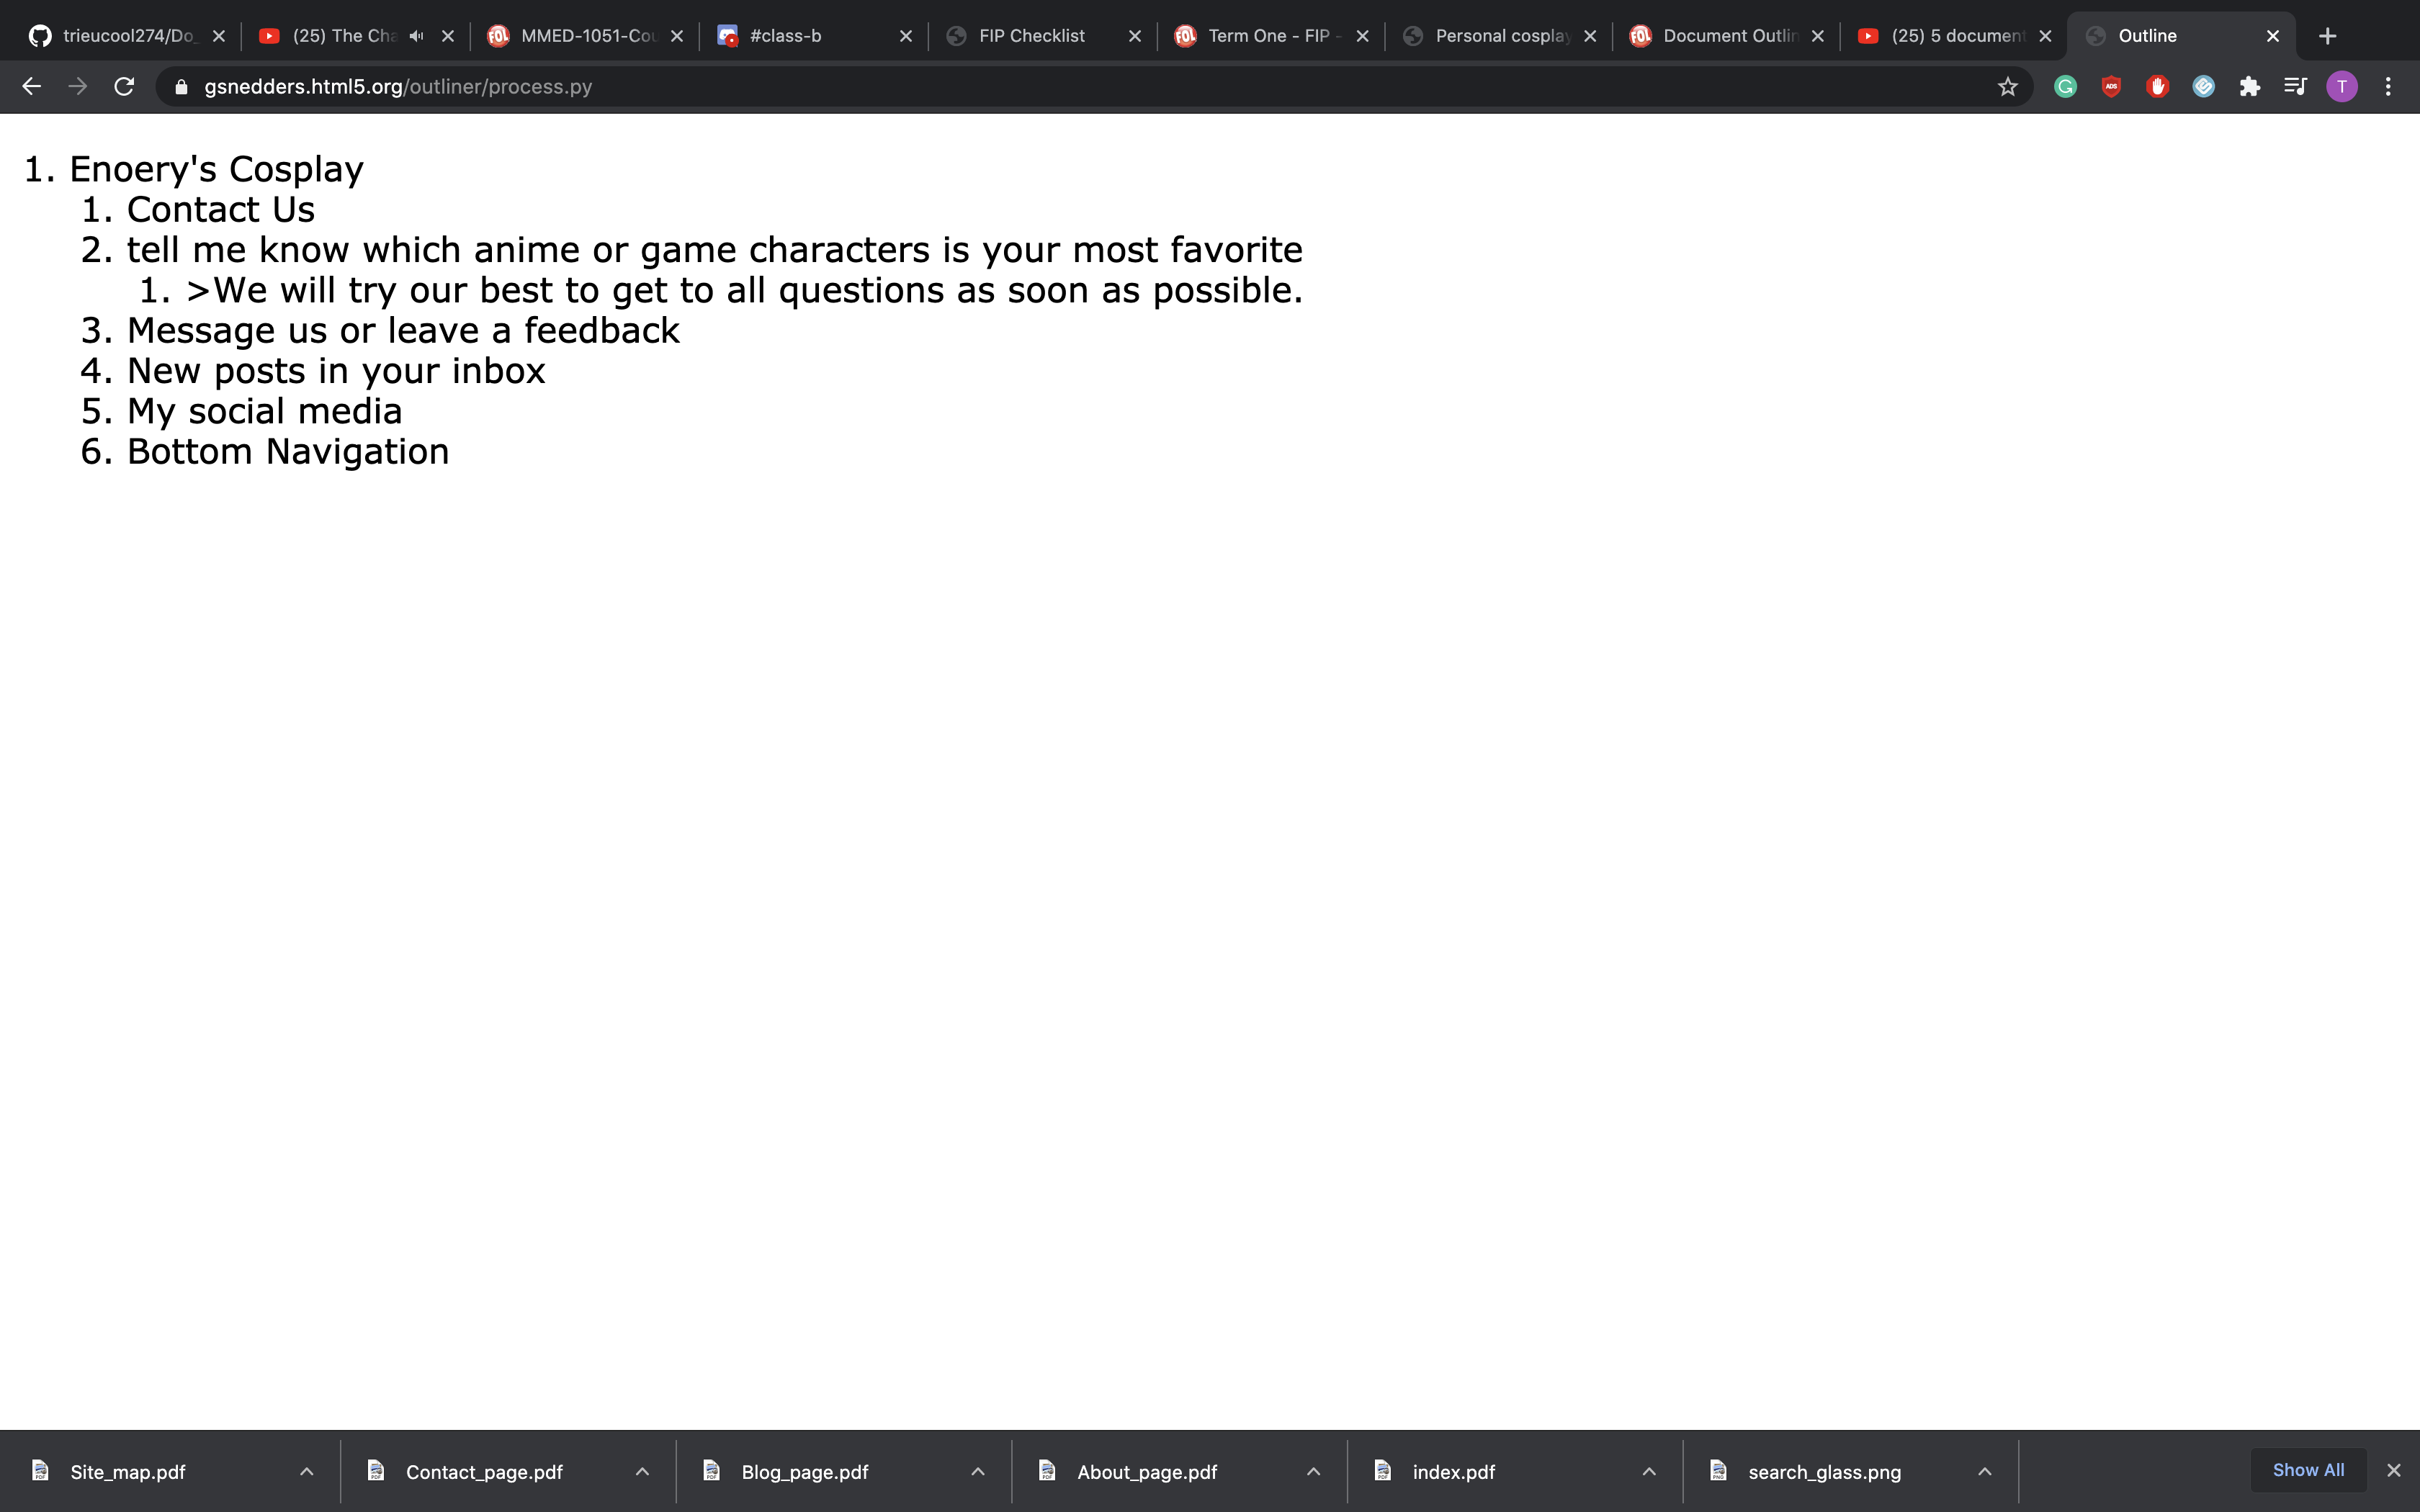 trieucool274/Do_ (25) The Cha MMED-1051-Cou #class-b FIP Checklist Term One - FIP - Personal cosplay Document Outlin (25) 5 document Outline
gsnedders.html5.org/outliner/process.py
1. Enoery's Cosplay
1. Contact Us
2. tell me know which anime or game characters is your most favorite
1. >We will try our best to get to all questions as soon as possible.
3. Message us or leave a feedback
4. New posts in your inbox
5. My social media
6. Bottom Navigation
Site_map.pdf Contact_page.pdf Blog_page.pdf About_page.pdf index.pdf search_glass.png Show All